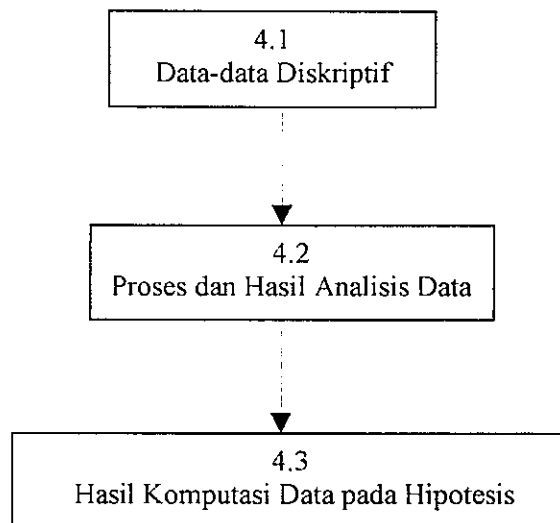 4.1
Data-data Diskriptif
4.2
Proses dan Hasil Analisis Data
4.3
Hasil Komputasi Data pada Hipotesis